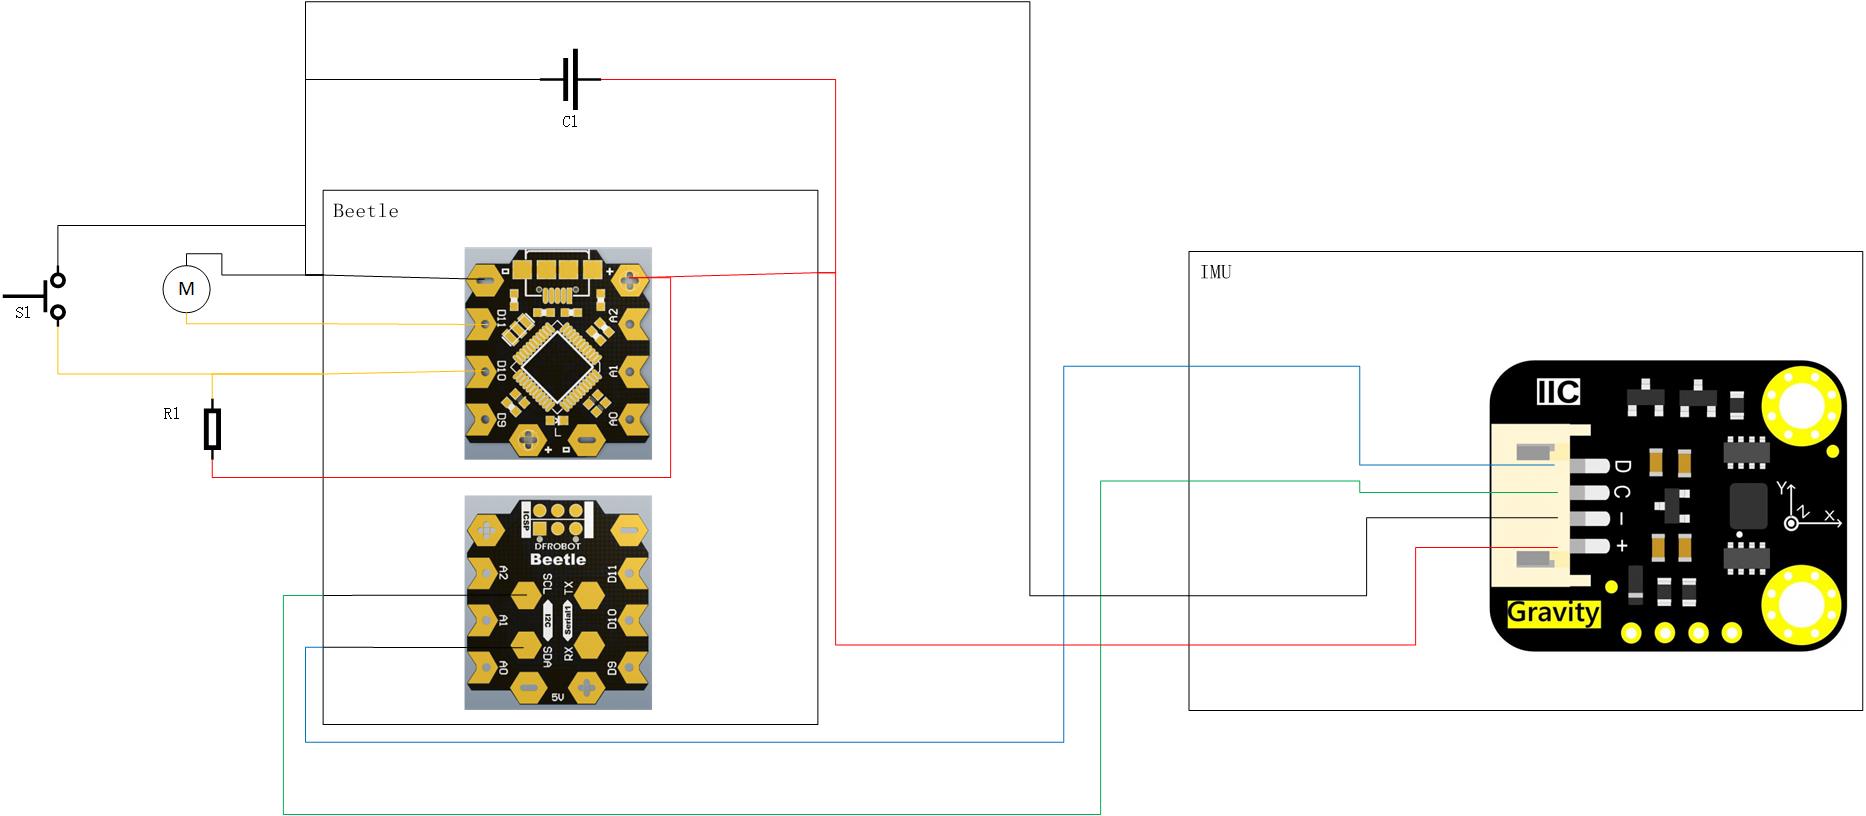 C1
Beetle
S1
M
R1
+
D11
A2
D10
A1
D9
A0
L
+
ICSP
DFROBOT
Beetle
A2
SCL
TX
D11
A1
I2C
Serial1
D10
A0
SDA
RX
D9
5V
IMU
IIC
D
C
-
+
Y
Z
X
Gravity